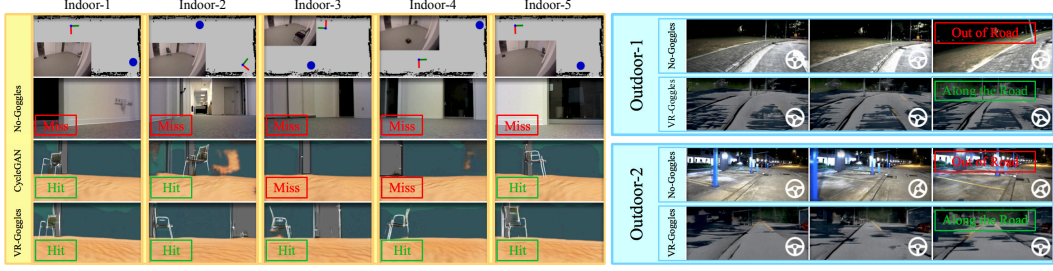 Indoor-1 Indoor-2 Indoor-3 Indoor-4 Indoor-5
No-Goggles
Miss Miss Miss Miss Miss
CycleGAN
Hit Hit Miss Miss Hit
VR-Goggles
Hit Hit Hit Hit Hit
Outdoor-1
No-Goggles
Out of Road
VR-Goggles
Along the Road
Outdoor-2
No-Goggles
Out of Road
VR-Goggles
Along the Road